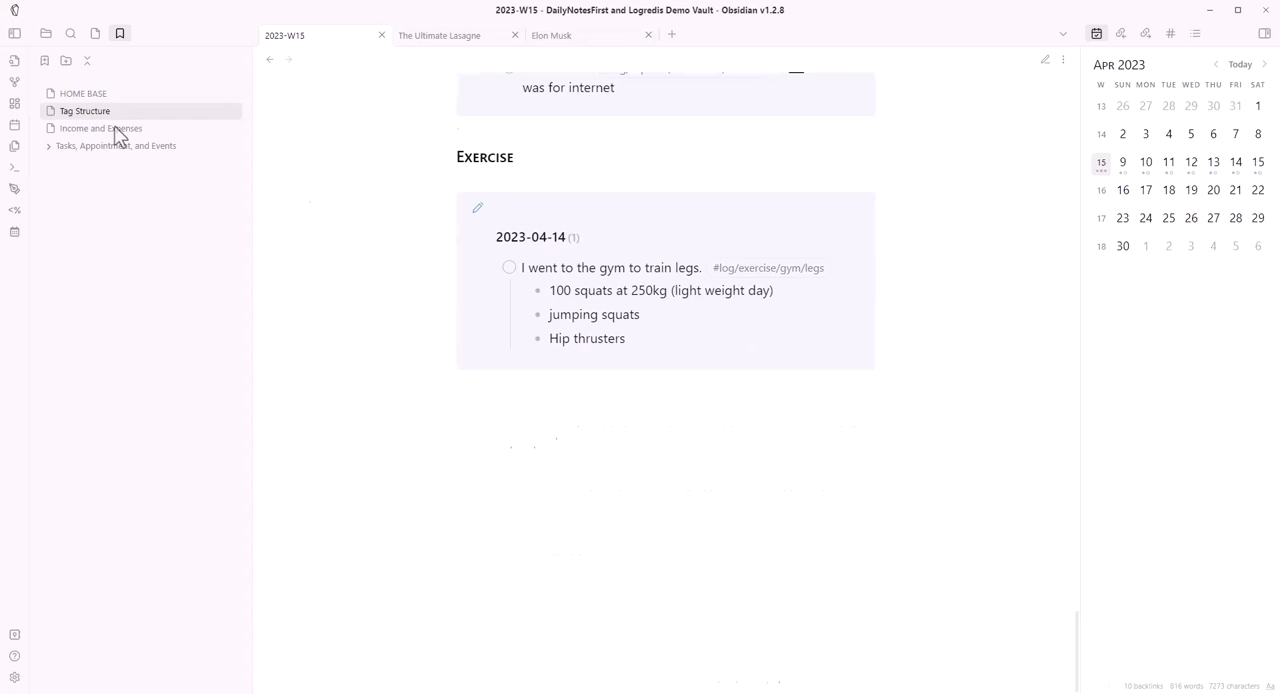 2023-W15 - DailyNotesFirst and Logredis Demo Vault - Obsidian v1.2.8
2023-W15
The Ultimate Lasagne
Elon Musk
HOME BASE
Tag Structure
Income and Expenses
Tasks, Appointment, and Events
was for internet
EXERCISE
2023-04-14 (1)
I went to the gym to train legs. #log/exercise/gym/legs
100 squats at 250kg (light weight day)
jumping squats
Hip thrusters
APR 2023
Today
W SUN MON TUE WED THU FRI SAT
13 26 27 28 29 30 31 1
14 2 3 4 5 6 7 8
15 9 10 11 12 13 14 15
16 16 17 18 19 20 21 22
17 23 24 25 26 27 28 29
18 30 1 2 3 4 5 6
10 backlinks 816 words 7273 characters Aa